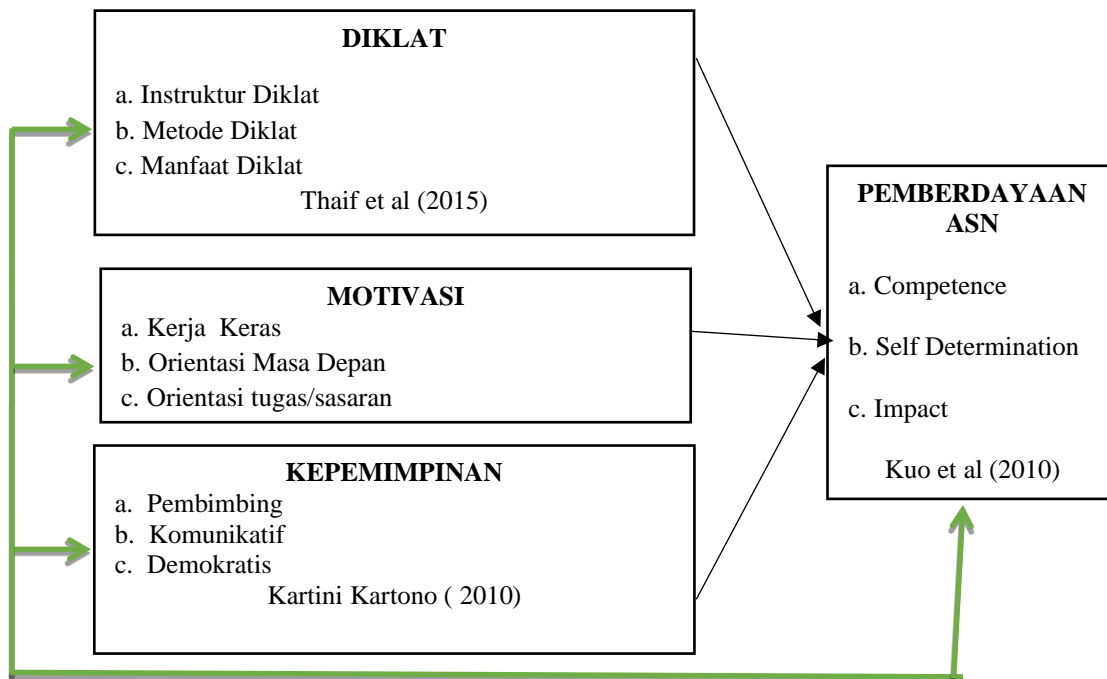 DIKLAT
a. Instruktur Diklat
b. Metode Diklat
c. Manfaat Diklat
Thaif et al (2015)
MOTIVASI
a. Kerja  Keras
b. Orientasi Masa Depan
c. Orientasi tugas/sasaran
KEPEMIMPINAN
a.  Pembimbing
b.  Komunikatif
c.  Demokratis
Kartini Kartono ( 2010)
PEMBERDAYAAN
ASN
a. Competence
b. Self Determination
c. Impact
Kuo et al (2010)